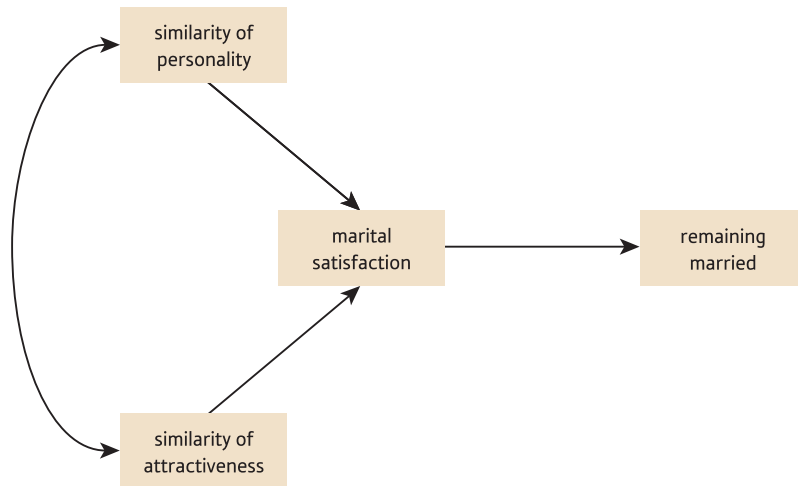 similarity of
personality
marital
satisfaction
remaining
married
similarity of
attractiveness